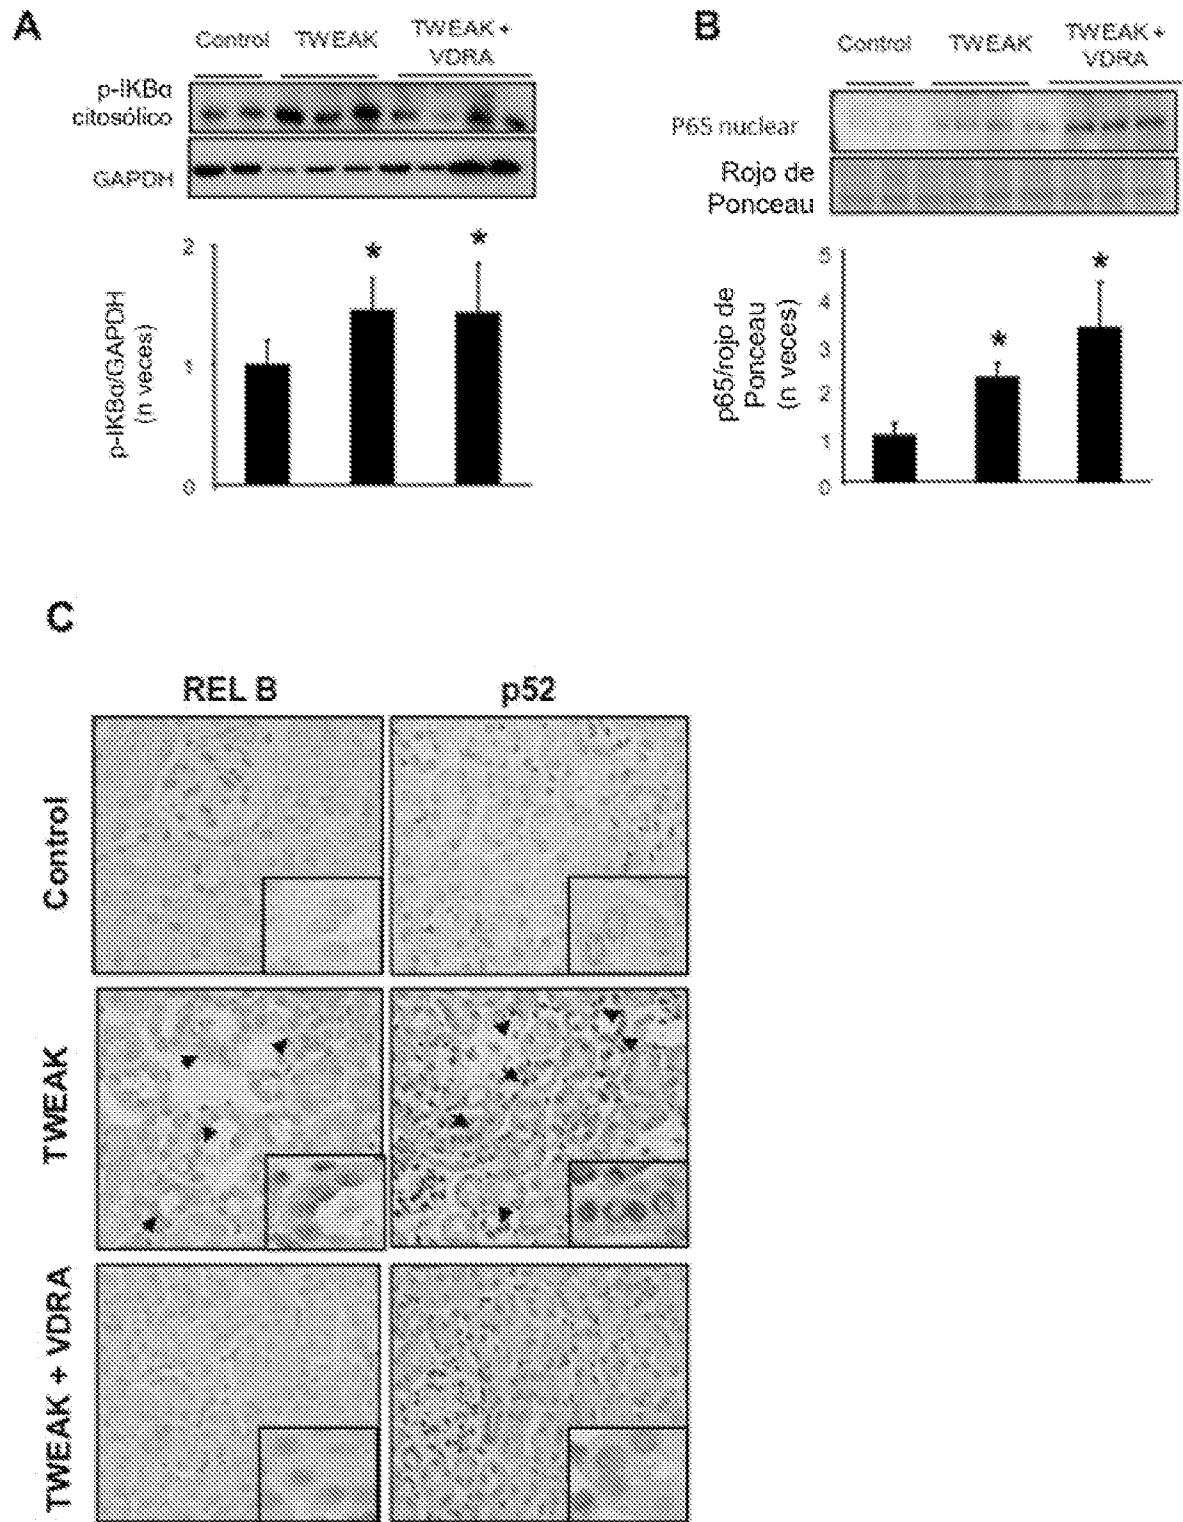 A
Control TWEAK TWEAK +
VDRA
p-IKBα
citosólico
GAPDH
2
1
0
p-IKBα/GAPDH
(n veces)
* *
B
Control TWEAK TWEAK +
VDRA
P65 nuclear
Rojo de
Ponceau
5
4
3
2
1
0
p65/rojo de
Ponceau
(n veces)
* *
C
REL B p52
Control
TWEAK
TWEAK + VDRA